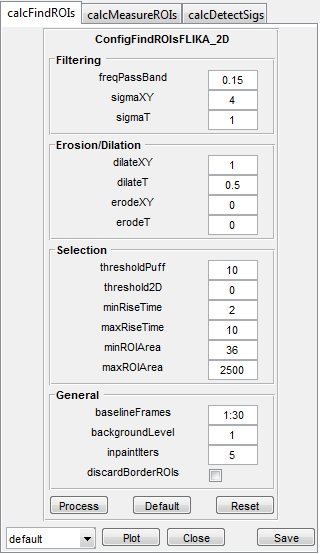 calcFindROIs calcMeasureROIs calcDetectSigs
ConfigFindROIsFLIKA_2D
Filtering
freqPassBand 0.15
sigmaXY 4
sigmaT 1
Erosion/Dilation
dilateXY 1
dilateT 0.5
erodeXY 0
erodeT 0
Selection
thresholdPuff 10
threshold2D 0
minRiseTime 2
maxRiseTime 10
minROIArea 36
maxROIArea 2500
General
baselineFrames 1:30
backgroundLevel 1
inpaintIters 5
discardBorderROIs
Process Default Reset
default Plot Close Save